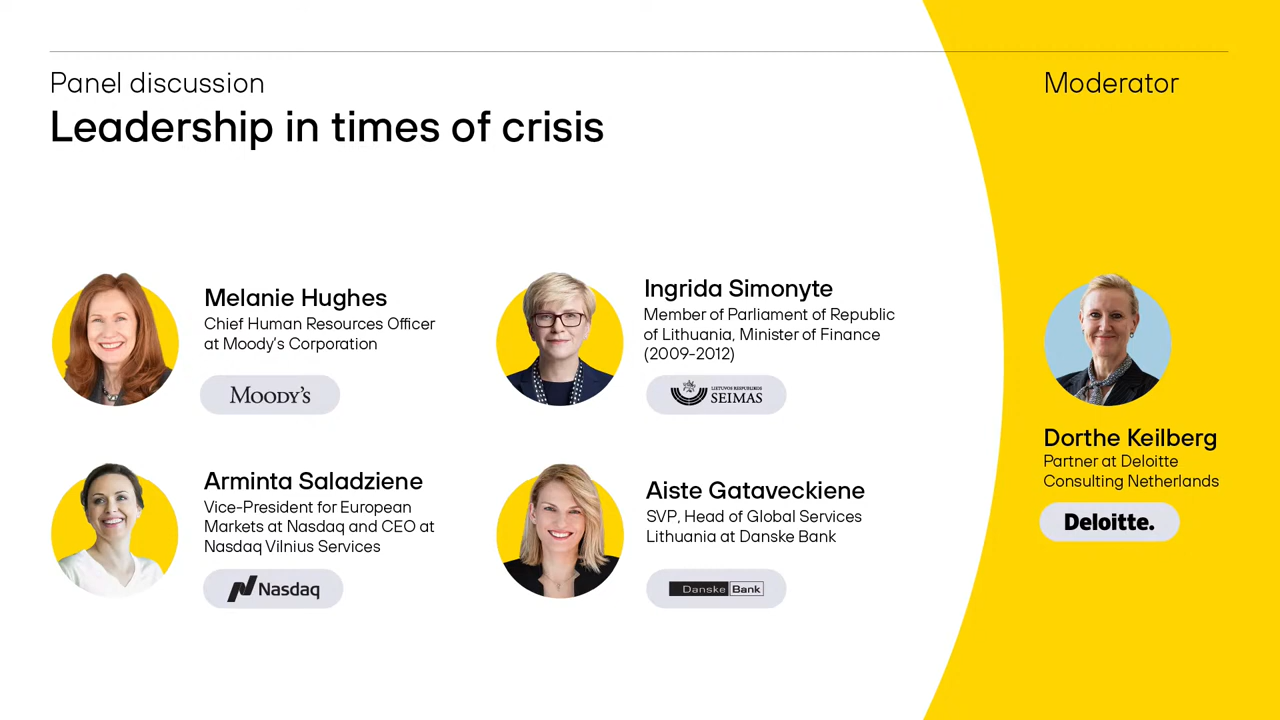 Panel discussion
Moderator
Leadership in times of crisis
Melanie Hughes
Chief Human Resources Officer
at Moody's Corporation
MOODY'S
Ingrida Simonyte
Member of Parliament of Republic
of Lithuania, Minister of Finance
(2009-2012)
LIETUVOS RESPUBLIKOS
SEIMAS
Arminta Saladziene
Vice-President for European
Markets at Nasdaq and CEO at
Nasdaq Vilnius Services
Nasdaq
Aiste Gataveckiene
SVP, Head of Global Services
Lithuania at Danske Bank
Danske Bank
Dorthe Keilberg
Partner at Deloitte
Consulting Netherlands
Deloitte.